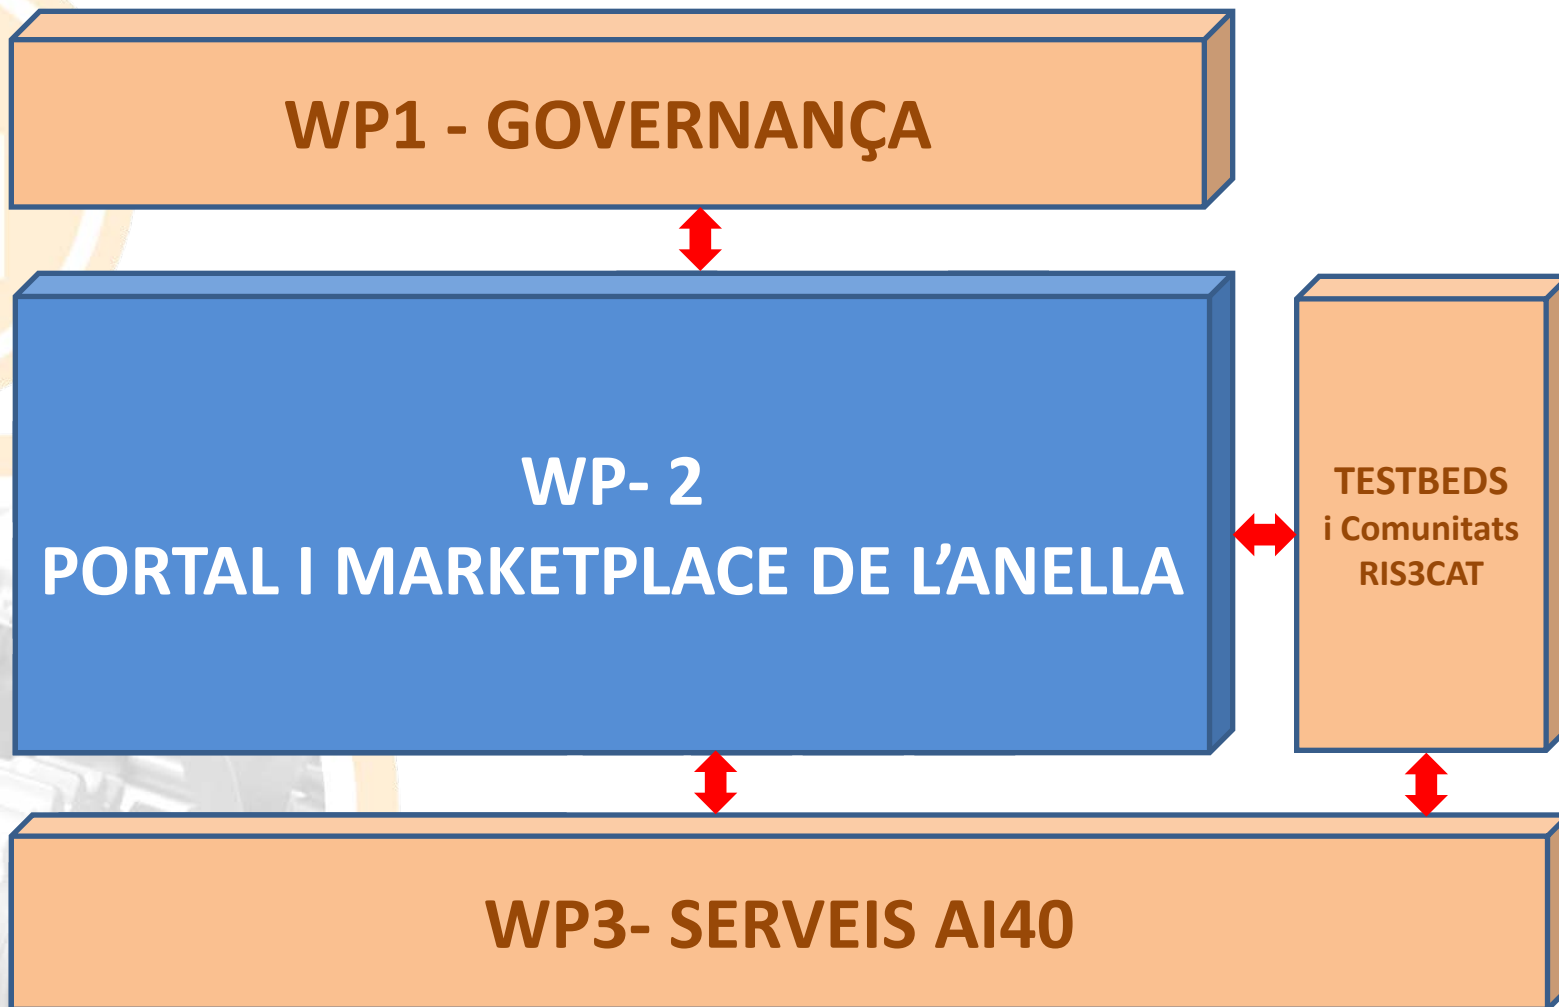 WP1 - GOVERNANÇA
WP- 2
PORTAL I MARKETPLACE DE L’ANELLA
TESTBEDS
i Comunitats
RIS3CAT
WP3- SERVEIS AI40